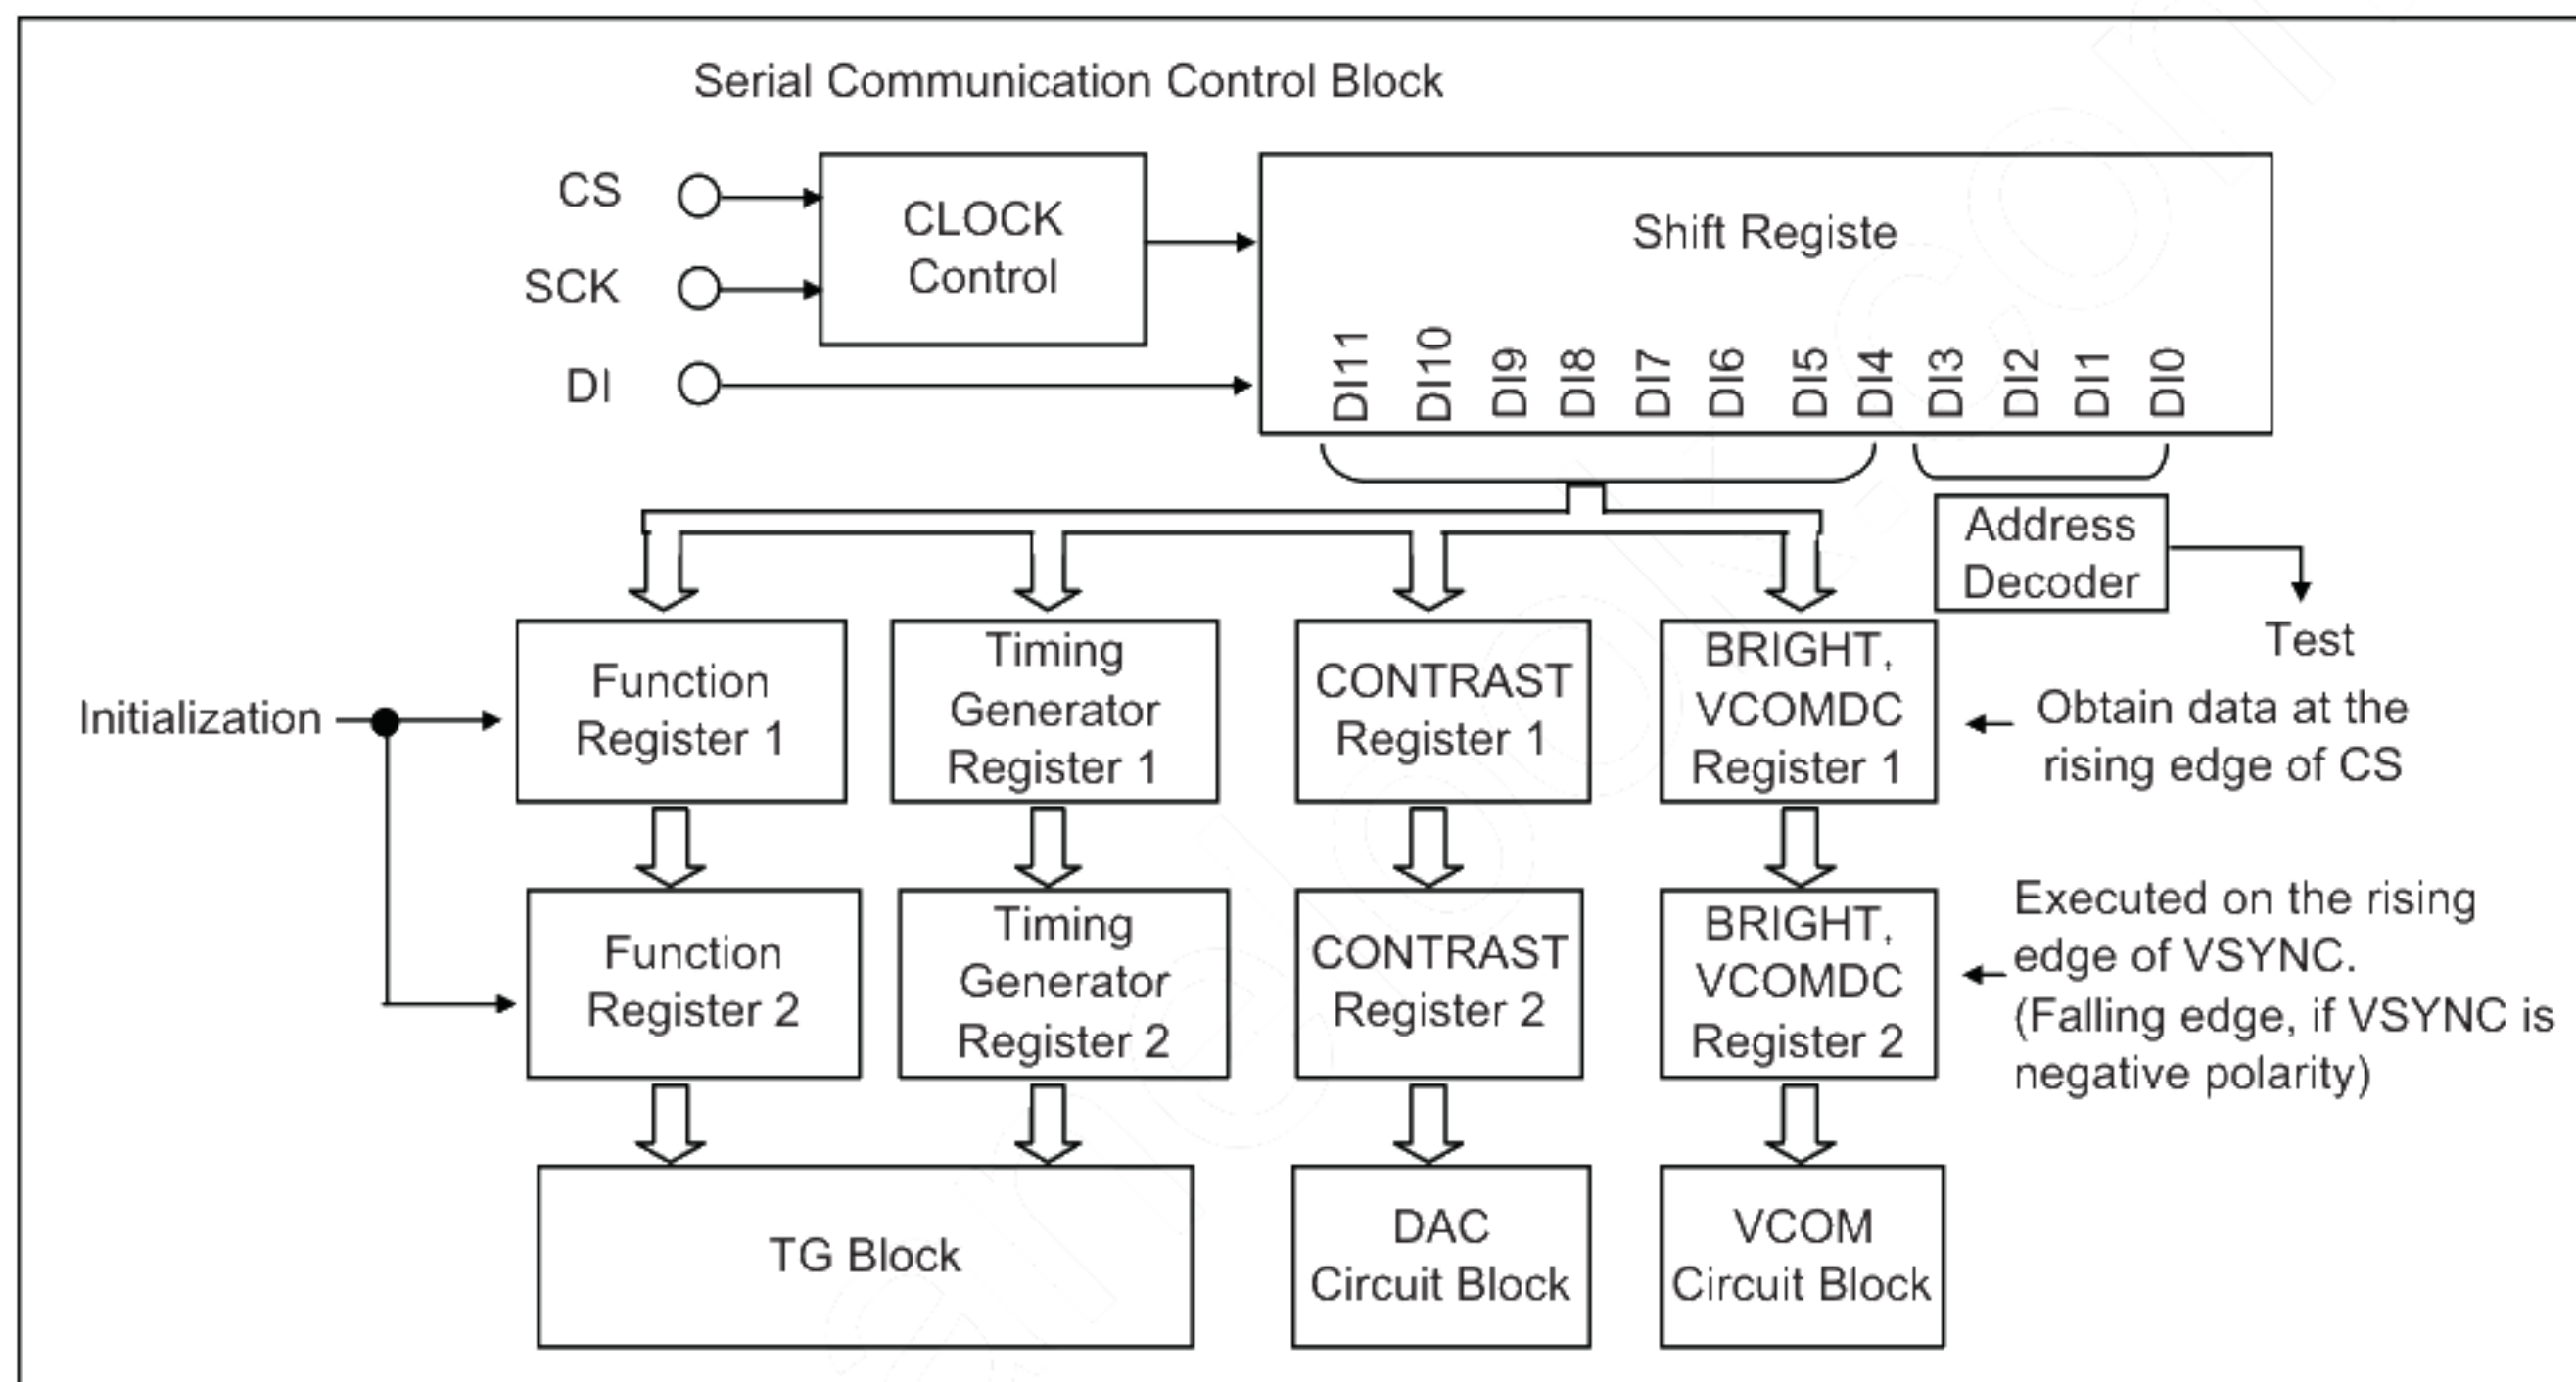 Serial Communication Control Block
CS
SCK
DI
CLOCK
Control
Shift Registe
DI11
DI10
DI9
DI8
DI7
DI6
DI5
DI4
DI3
DI2
DI1
DI0
Address
Decoder
Test
Initialization
Function
Register 1
Timing
Generator
Register 1
CONTRAST
Register 1
BRIGHT,
VCOMDC
Register 1
Obtain data at the
rising edge of CS
Function
Register 2
Timing
Generator
Register 2
CONTRAST
Register 2
BRIGHT,
VCOMDC
Register 2
Executed on the rising
edge of VSYNC.
(Falling edge, if VSYNC is
negative polarity)
TG Block
DAC
Circuit Block
VCOM
Circuit Block